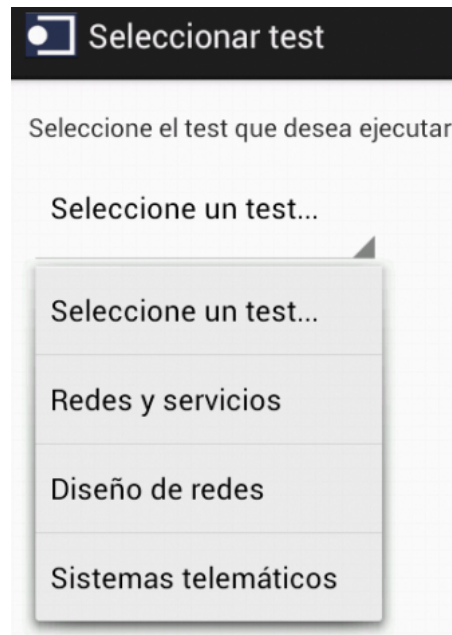 Seleccionar test
Seleccione el test que desea ejecutar
Seleccione un test...
Seleccione un test...
Redes y servicios
Diseño de redes
Sistemas telemáticos